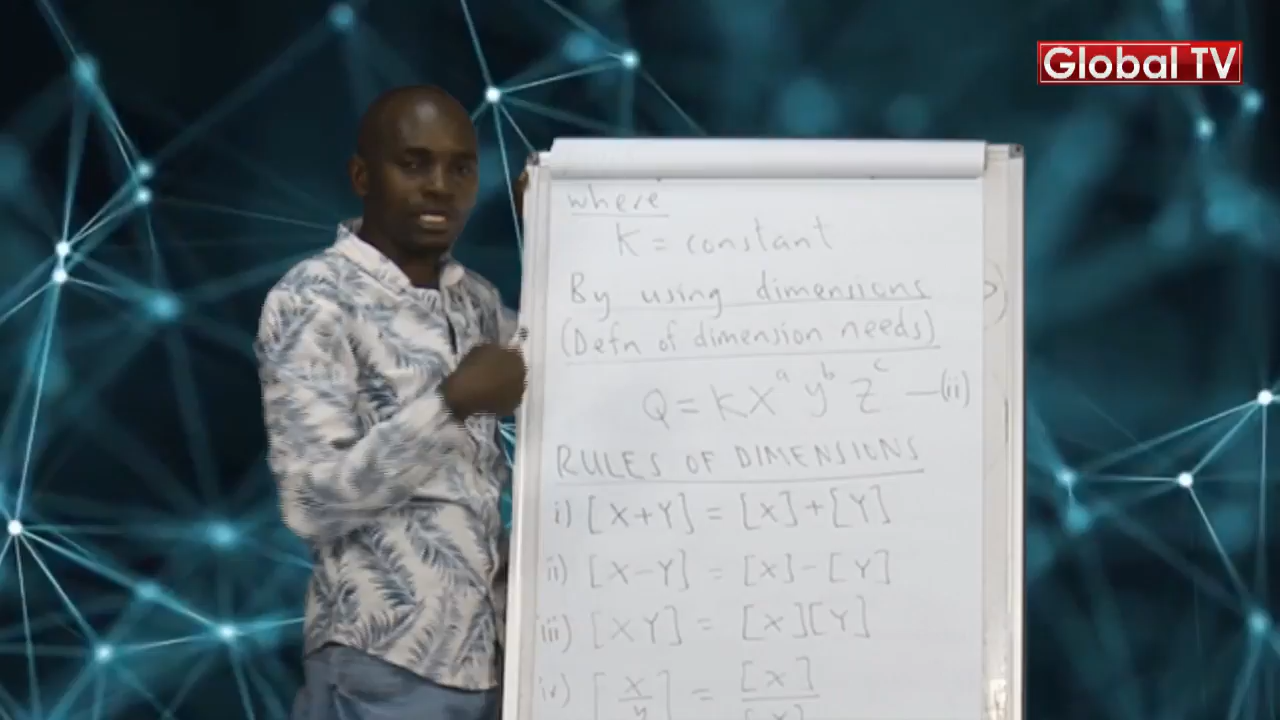 Global TV
where
K = constant
By using dimensions
(Defn of dimension needs)
Q = KX^a y^b Z^c —(ii)
RULES OF DIMENSIONS
i) [X+Y] = [X]+[Y]
ii) [X-Y] = [X]-[Y]
iii) [XY] = [X][Y]
iv) [X/y] = [X]